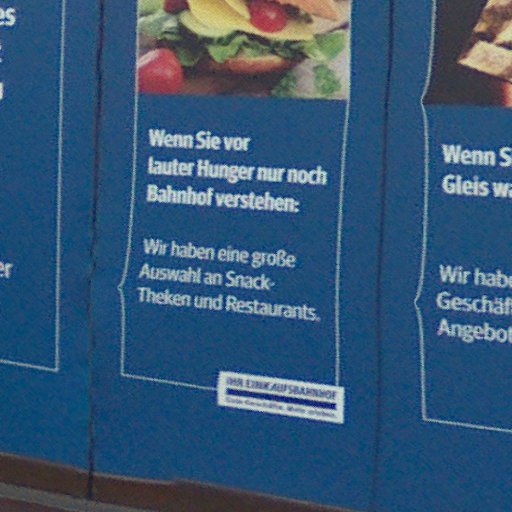 es
Wenn Sie vor
lauter Hunger nur noch
Bahnhof verstehen:
Wir haben eine große
Auswahl an Snack-
Theken und Restaurants.
IHR EINKAUFSBAHNHOF
er
Wenn S
Gleis wa
Wir habe
Geschäf
Angebot